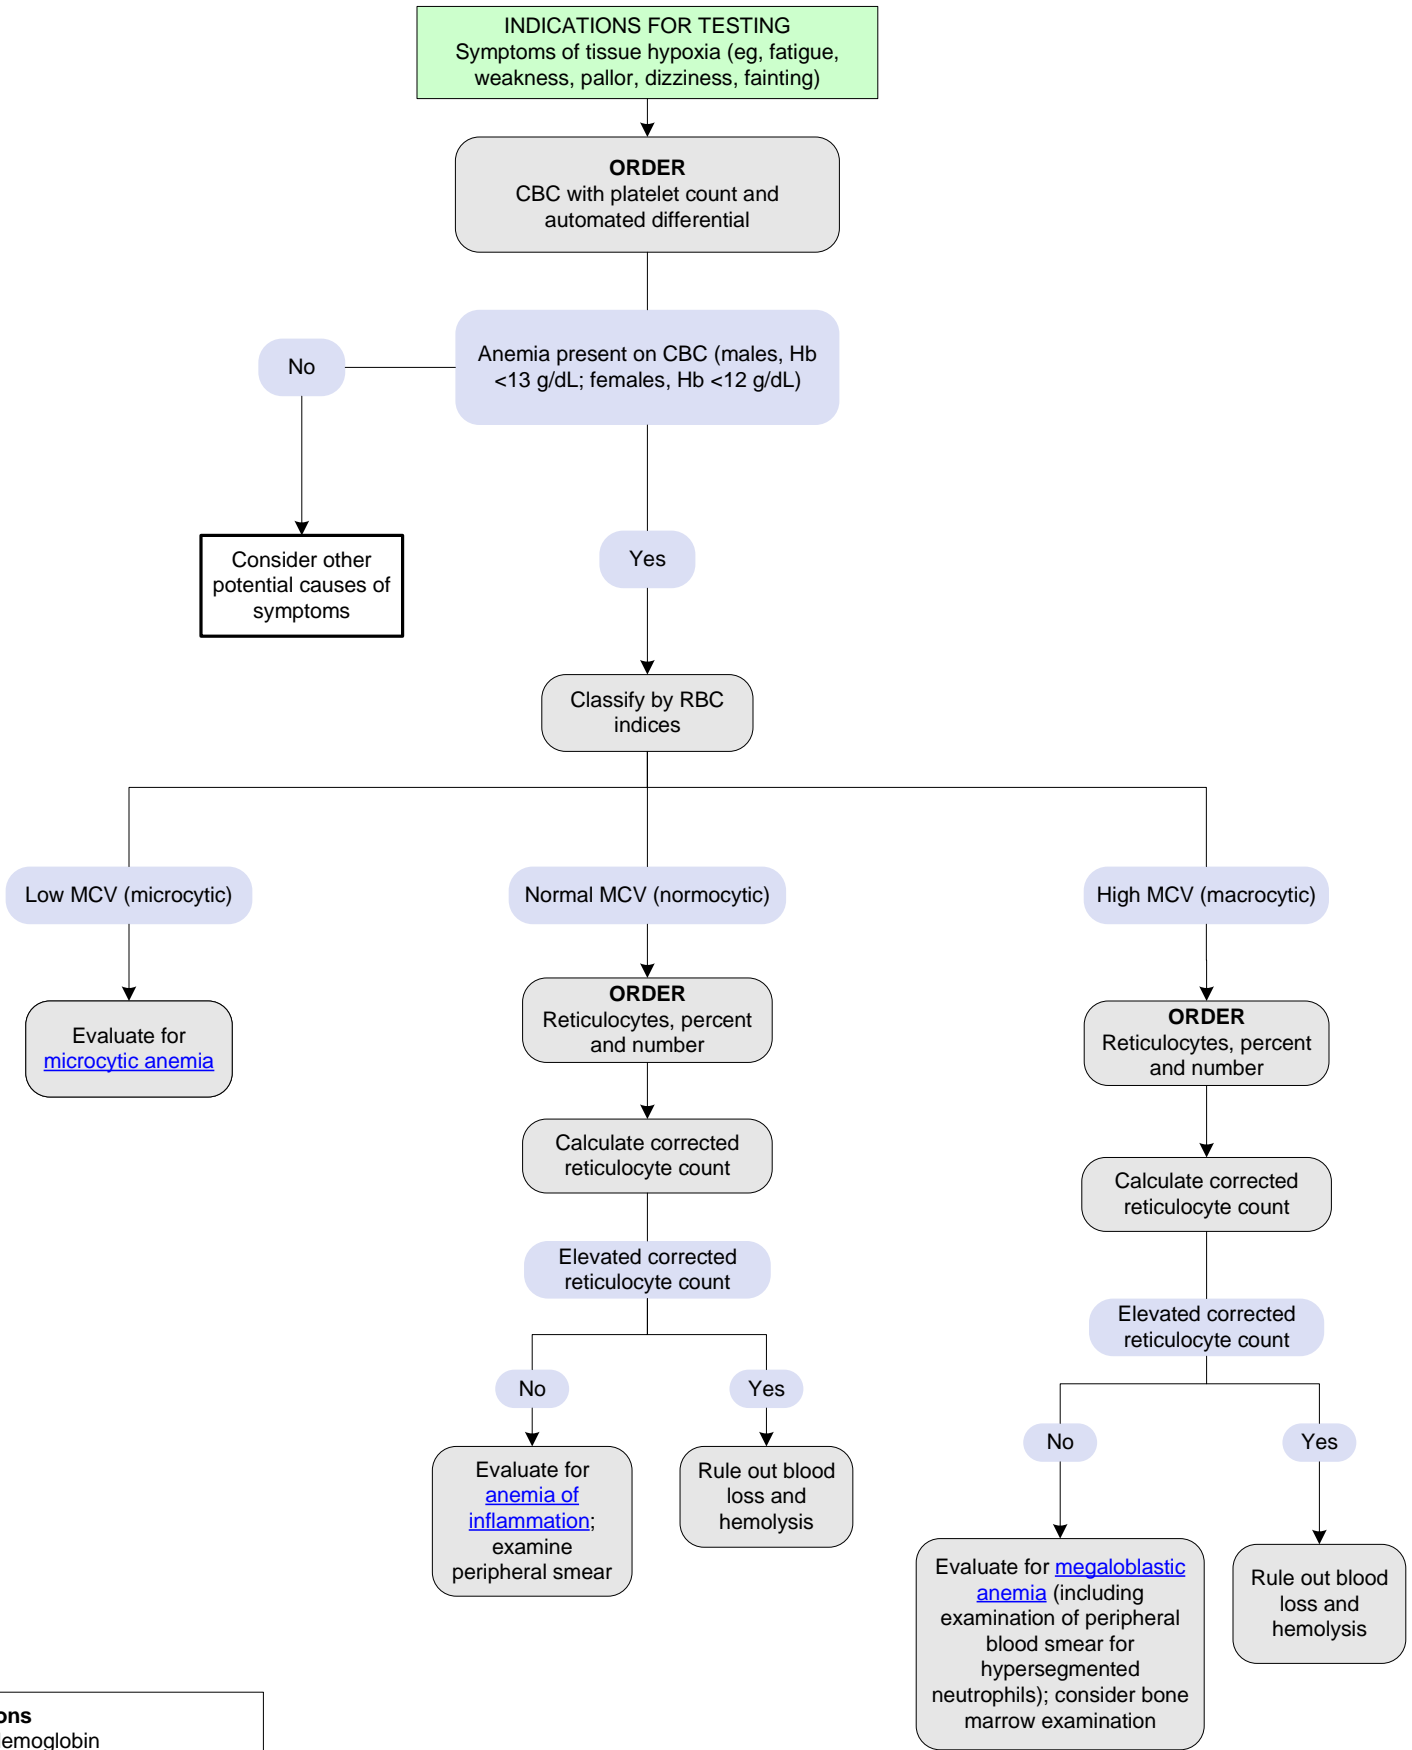 INDICATIONS FOR TESTING
Symptoms of tissue hypoxia (eg, fatigue,
weakness, pallor, dizziness, fainting)
ORDER
CBC with platelet count and
automated differential
Anemia present on CBC (males, Hb
<13 g/dL; females, Hb <12 g/dL)
No
Consider other
potential causes of
symptoms
Yes
Classify by RBC
indices
Low MCV (microcytic)
Evaluate for
microcytic anemia
Normal MCV (normocytic)
ORDER
Reticulocytes, percent
and number
Calculate corrected
reticulocyte count
Elevated corrected
reticulocyte count
No
Evaluate for
anemia of
inflammation;
examine
peripheral smear
Yes
Rule out blood
loss and
hemolysis
High MCV (macrocytic)
ORDER
Reticulocytes, percent
and number
Calculate corrected
reticulocyte count
Elevated corrected
reticulocyte count
No
Evaluate for megaloblastic
anemia (including
examination of peripheral
blood smear for
hypersegmented
neutrophils); consider bone
marrow examination
Yes
Rule out blood
loss and
hemolysis